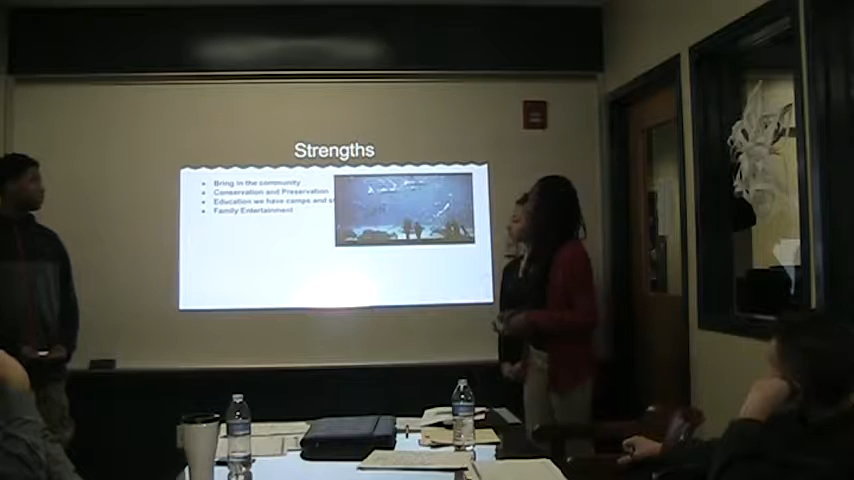 Strengths
Bring in the community
Conservation and Preservation
Education we have camps and
Family Entertainment